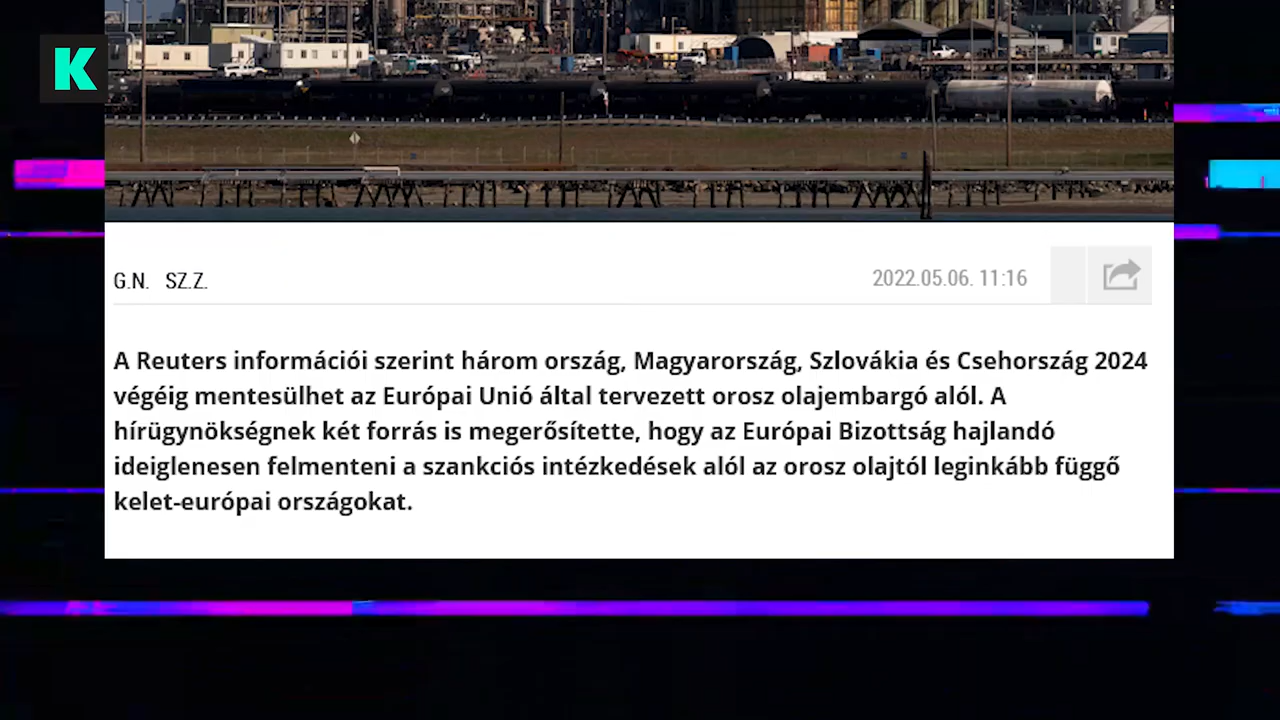 K
G.N. SZ.Z.
2022.05.06. 11:16
A Reuters információi szerint három ország, Magyarország, Szlovákia és Csehország 2024
végéig mentesülhet az Európai Unió által tervezett orosz olajembargó alól. A
hírügynökségnek két forrás is megerősítette, hogy az Európai Bizottság hajlandó
ideiglenesen felmenteni a szankciós intézkedések alól az orosz olajtól leginkább függő
kelet-európai országokat.